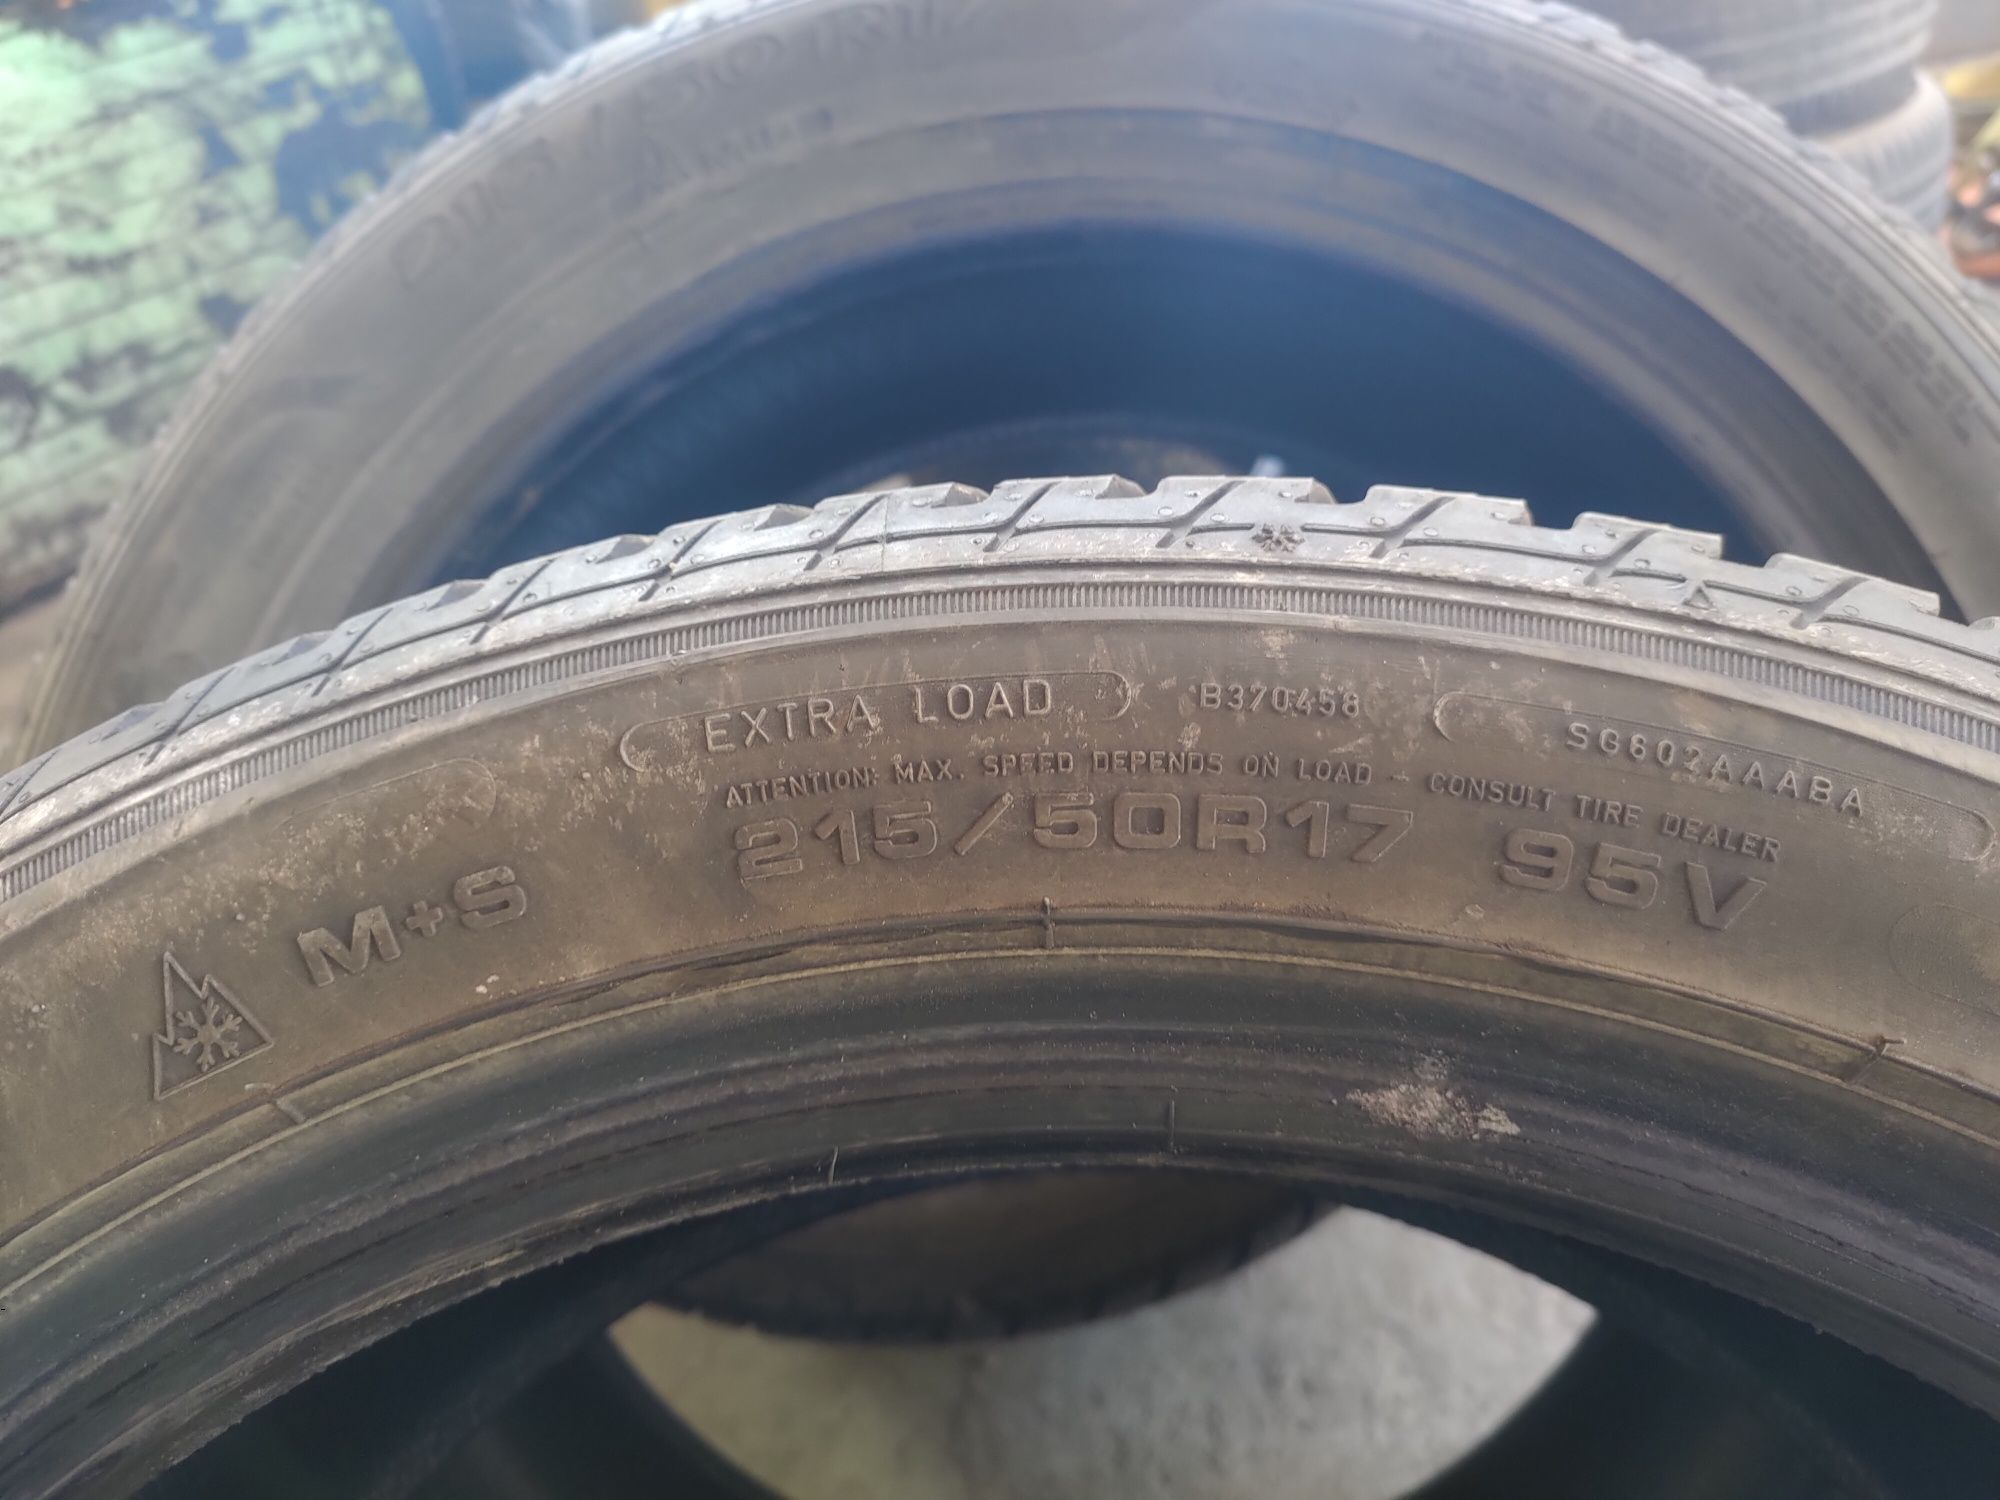 EXTRA LOAD B370458 SG602AAABA
ATTENTION: MAX. SPEED DEPENDS ON LOAD - CONSULT TIRE DEALER
M+S 215/50R17 95V